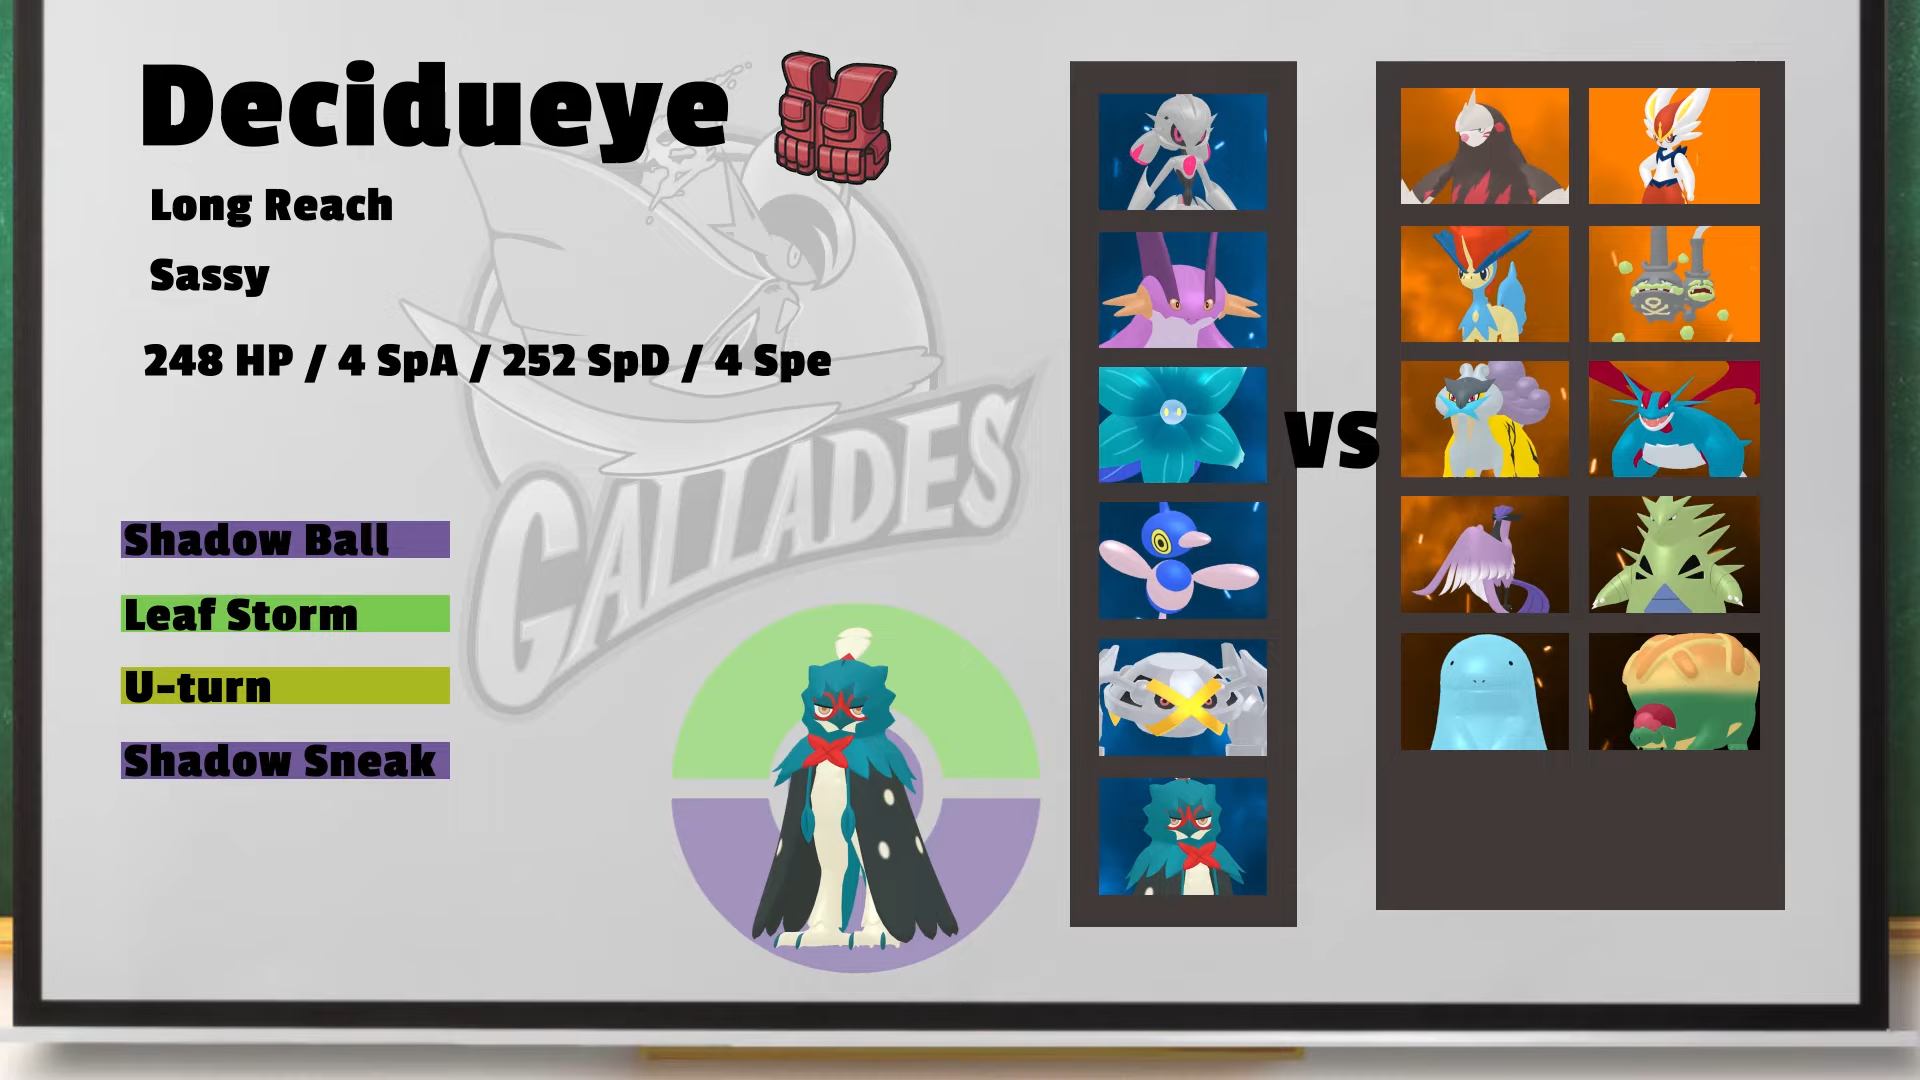 Decidueye
Long Reach
Sassy
248 HP / 4 SpA / 252 SpD / 4 Spe
GALLADES
Shadow Ball
Leaf Storm
U-turn
Shadow Sneak
VS